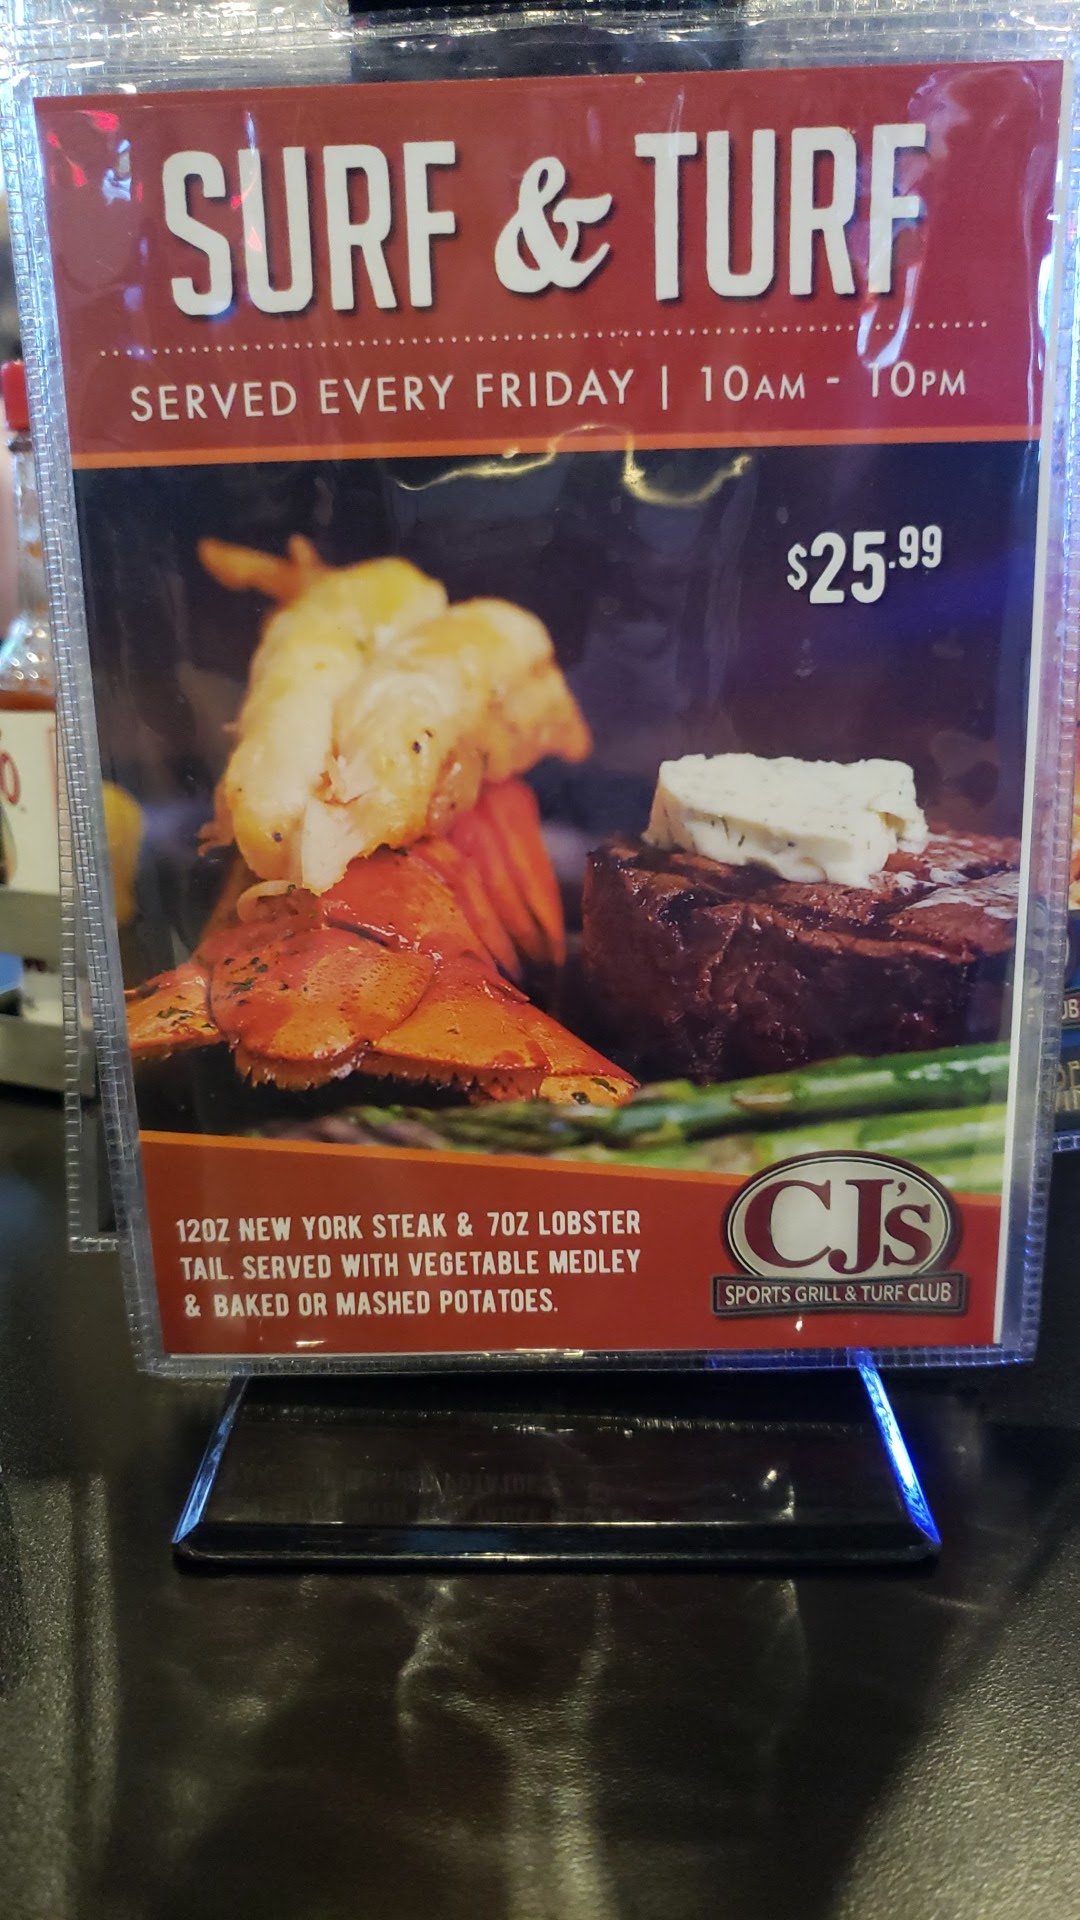 SURF & TURF
SERVED EVERY FRIDAY | 10AM - 10PM
$25.99
12OZ NEW YORK STEAK & 7OZ LOBSTER
TAIL. SERVED WITH VEGETABLE MEDLEY
& BAKED OR MASHED POTATOES.
CJ's
SPORTS GRILL & TURF CLUB